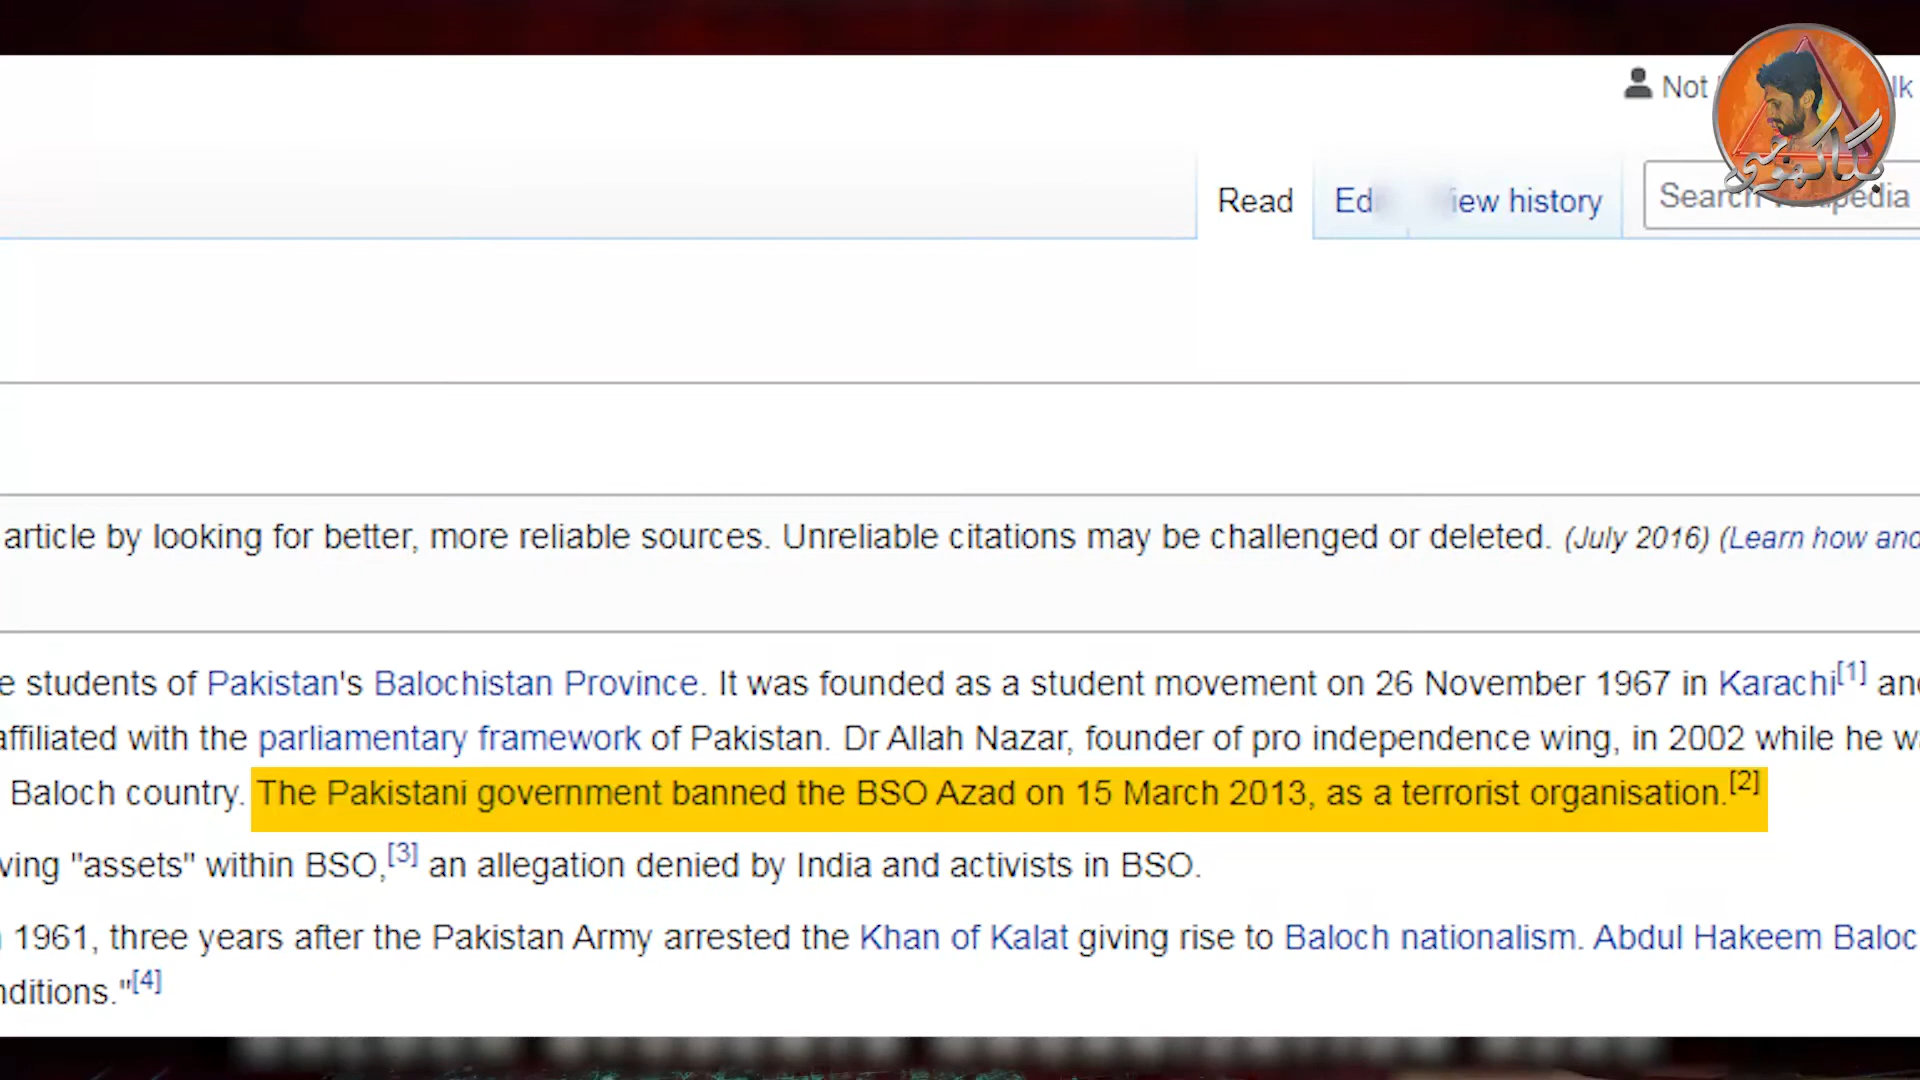 Not lk
Read Ed iew history Search pedia
article by looking for better, more reliable sources. Unreliable citations may be challenged or deleted. (July 2016) (Learn how and
e students of Pakistan's Balochistan Province. It was founded as a student movement on 26 November 1967 in Karachi[1] and
affiliated with the parliamentary framework of Pakistan. Dr Allah Nazar, founder of pro independence wing, in 2002 while he w
Baloch country. The Pakistani government banned the BSO Azad on 15 March 2013, as a terrorist organisation.[2]
ving "assets" within BSO,[3] an allegation denied by India and activists in BSO.
1961, three years after the Pakistan Army arrested the Khan of Kalat giving rise to Baloch nationalism. Abdul Hakeem Baloc
nditions."[4]